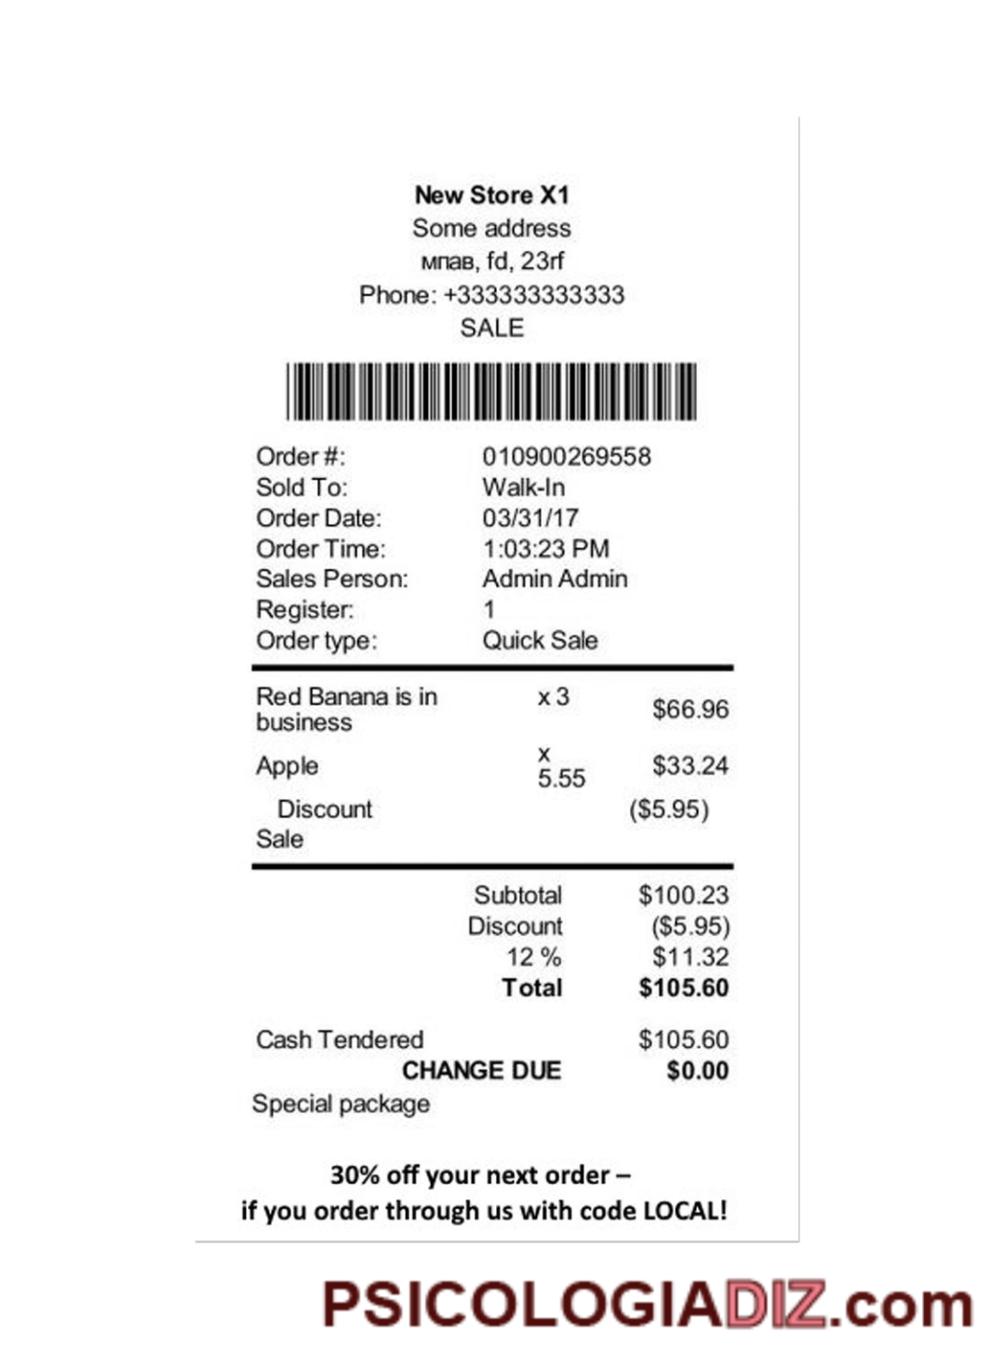 New Store X1
Some address
мпав, fd, 23rf
Phone: +333333333333
SALE
Order #: 010900269558
Sold To: Walk-In
Order Date: 03/31/17
Order Time: 1:03:23 PM
Sales Person: Admin Admin
Register: 1
Order type: Quick Sale
Red Banana is in business x 3 $66.96
Apple x 5.55 $33.24
Discount ($5.95)
Sale
Subtotal $100.23
Discount ($5.95)
12 % $11.32
Total $105.60
Cash Tendered $105.60
CHANGE DUE $0.00
Special package
30% off your next order –
if you order through us with code LOCAL!
PSICOLOGIADIZ.com